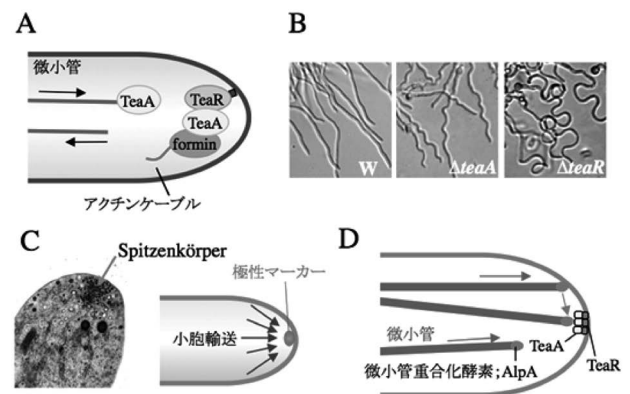 A
微小管
TeaA
TeaR
TeaA
formin
アクチンケーブル
B
W
ΔteaA
ΔteaR
C
Spitzenkörper
極性マーカー
小胞輸送
D
微小管
TeaA
TeaR
微小管重合化酵素;AlpA